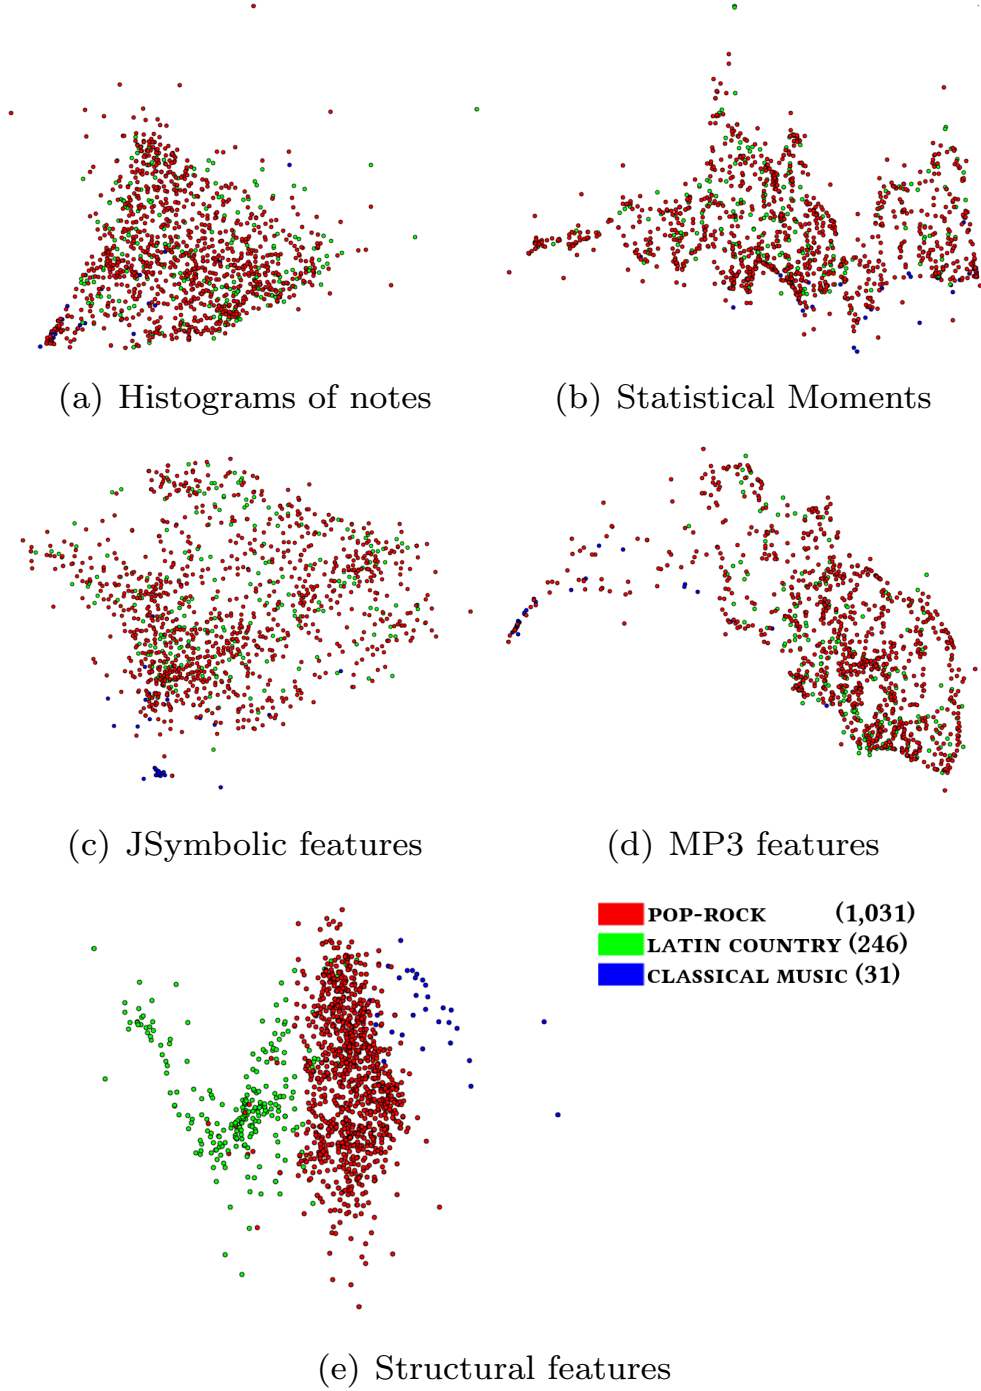 (a) Histograms of notes
(b) Statistical Moments
(c) JSymbolic features
(d) MP3 features
POP-ROCK (1,031)
LATIN COUNTRY (246)
CLASSICAL MUSIC (31)
(e) Structural features